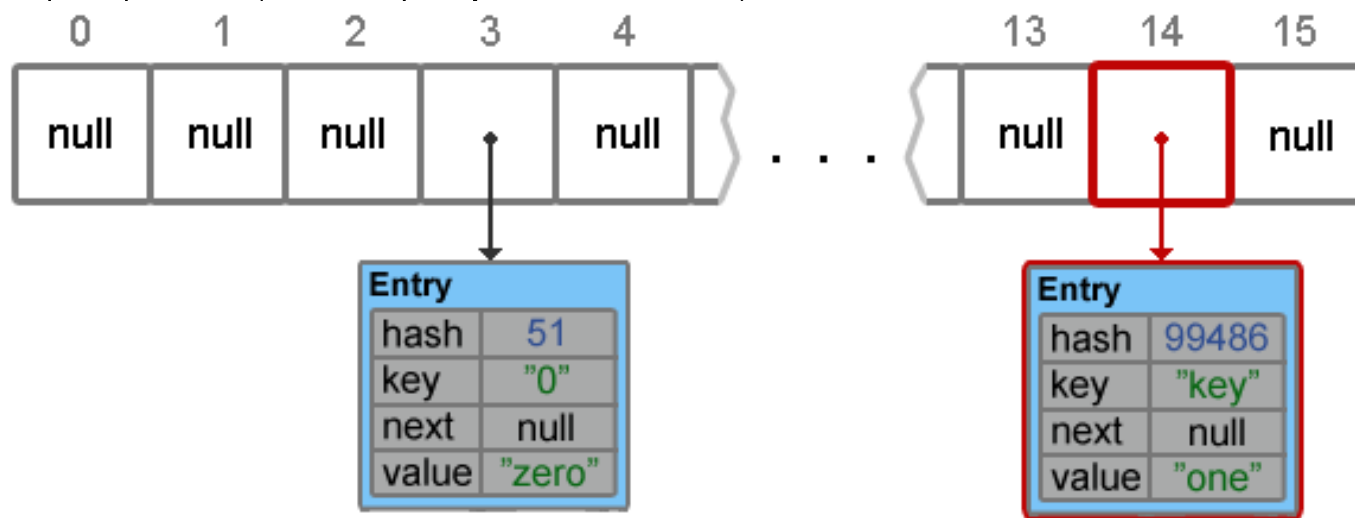 0 1 2 3 4 13 14 15
null null null null . . . null null
Entry
hash 51
key ”0”
next null
value ”zero”
Entry
hash 99486
key ”key”
next null
value ”one”